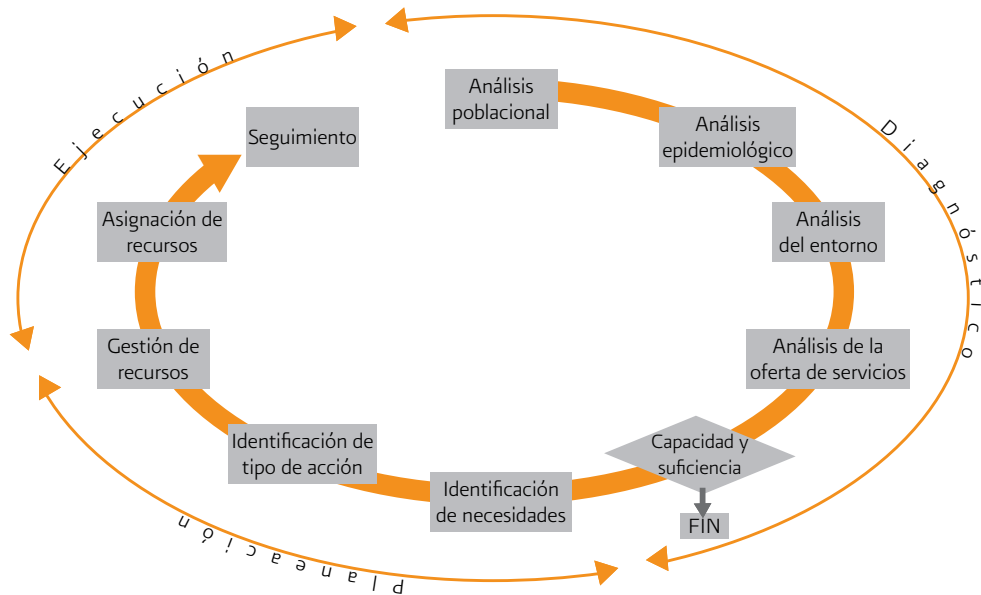 Análisis
poblacional
Análisis
epidemiológico
Análisis
del entorno
Análisis de la
oferta de servicios
Capacidad y
suficiencia
FIN
Identificación
de necesidades
Identificación de
tipo de acción
Gestión de
recursos
Asignación de
recursos
Seguimiento
Diagnóstico
Planeación
Ejecución